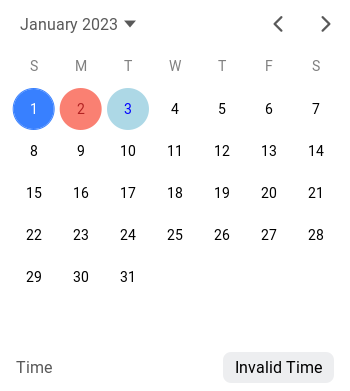 January 2023
S M T W T F S
1 2 3 4 5 6 7
8 9 10 11 12 13 14
15 16 17 18 19 20 21
22 23 24 25 26 27 28
29 30 31
Time Invalid Time